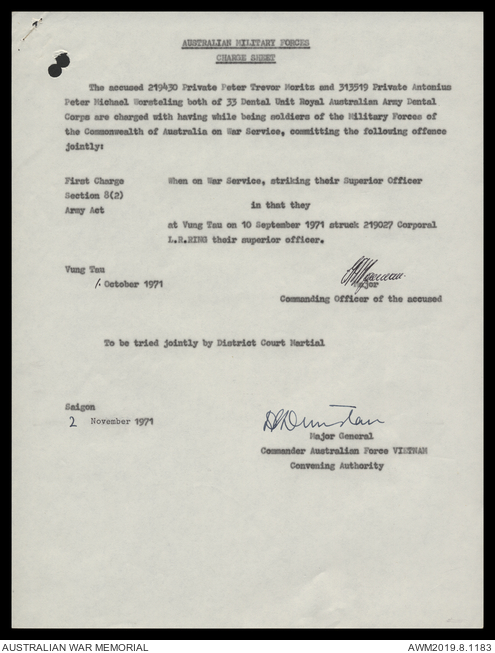 AUSTRALIAN MILITARY FORCES
CHARGE SHEET
The accused 219430 Private Peter Trevor Moritz and 313519 Private Antonius
Peter Michael Worsteling both of 33 Dental Unit Royal Australian Army Dental
Corps are charged with having while being soldiers of the Military Forces of
the Commonwealth of Australia on War Service, committing the following offence
jointly:
First Charge When on War Service, striking their Superior Officer
Section 8(2)
in that they
Army Act
at Vung Tau on 10 September 1971 struck 219027 Corporal
L.R.RING their superior officer.
Vung Tau
1. October 1971
Major
Commanding Officer of the accused
To be tried jointly by District Court Martial
Saigon
2 November 1971
Major General
Commander Australian Force VIETNAM
Convening Authority
AUSTRALIAN WAR MEMORIAL AWM2019.8.1183